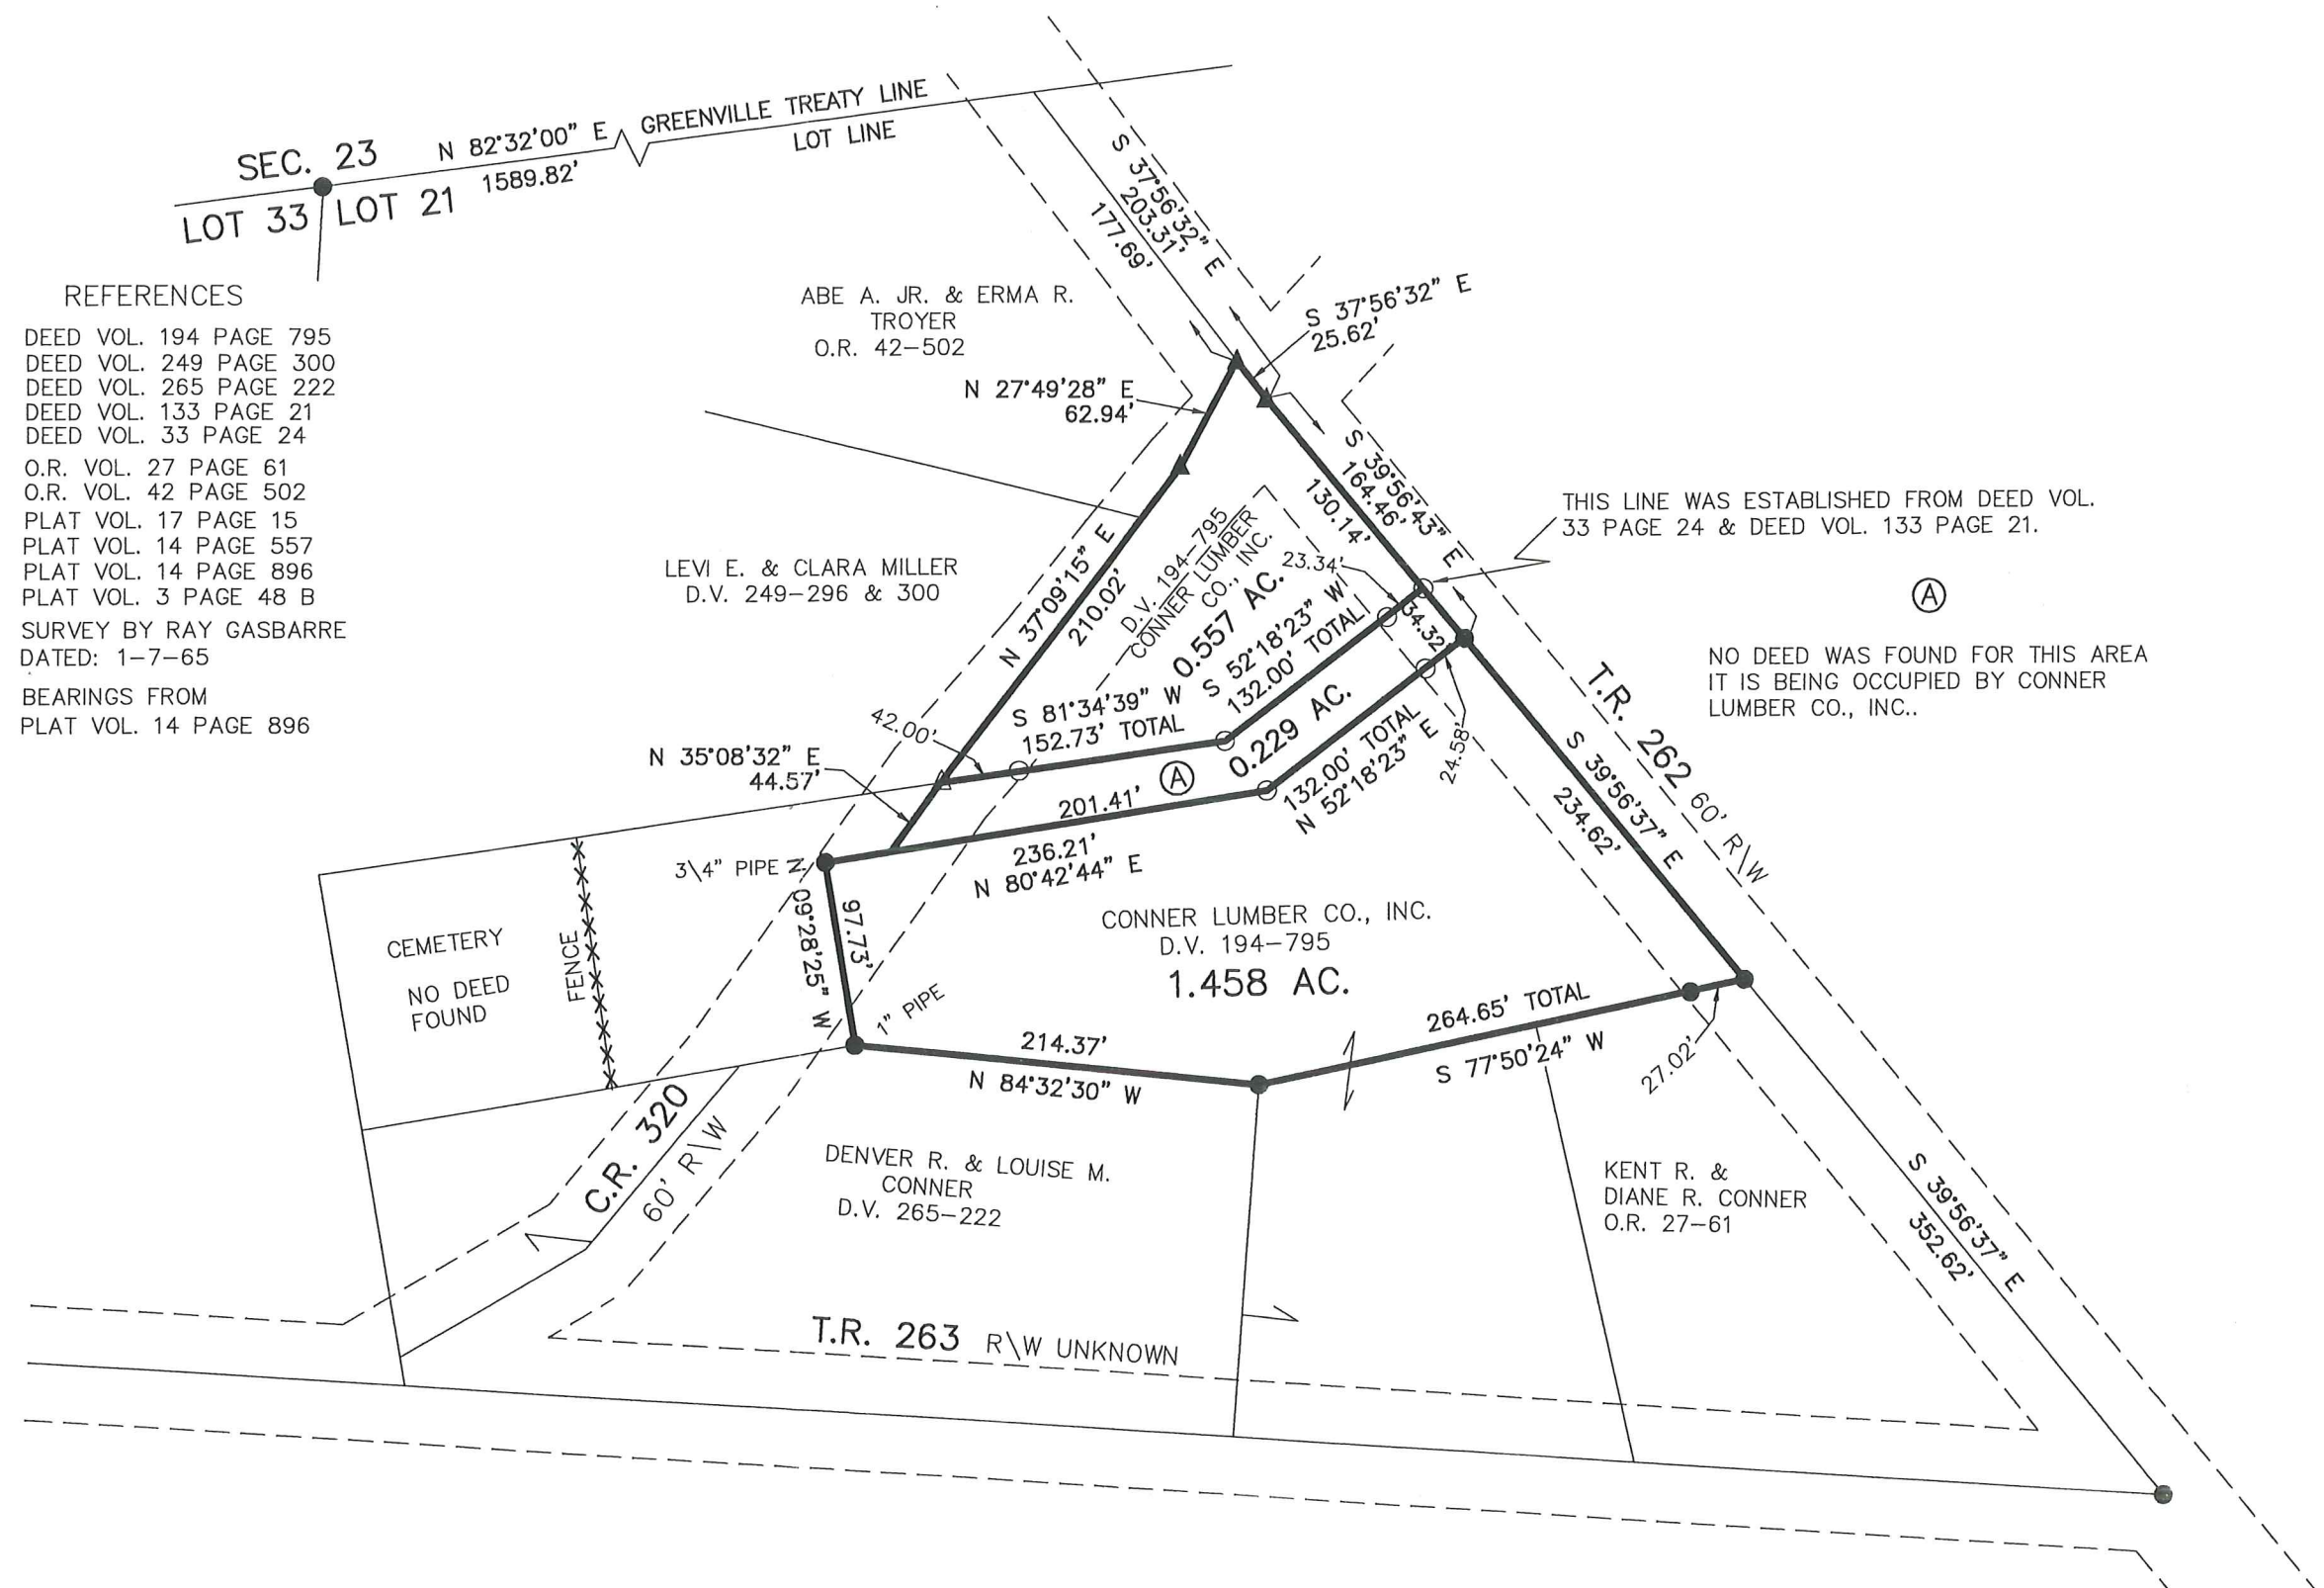 SEC. 23
N 82°32'00" E
GREENVILLE TREATY LINE
LOT LINE
1589.82'
LOT 33
LOT 21
REFERENCES
DEED VOL. 194 PAGE 795
DEED VOL. 249 PAGE 300
DEED VOL. 265 PAGE 222
DEED VOL. 133 PAGE 21
DEED VOL. 33 PAGE 24
O.R. VOL. 27 PAGE 61
O.R. VOL. 42 PAGE 502
PLAT VOL. 17 PAGE 15
PLAT VOL. 14 PAGE 557
PLAT VOL. 14 PAGE 896
PLAT VOL. 3 PAGE 48 B
SURVEY BY RAY GASBARRE
DATED: 1-7-65
BEARINGS FROM
PLAT VOL. 14 PAGE 896
S 37°56'32" E
203.31'
177.69'
ABE A. JR. & ERMA R.
TROYER
O.R. 42-502
S 37°56'32" E
25.62'
N 27°49'28" E
62.94'
S 39°56'43" E
164.46'
130.14'
THIS LINE WAS ESTABLISHED FROM DEED VOL.
33 PAGE 24 & DEED VOL. 133 PAGE 21.
A
NO DEED WAS FOUND FOR THIS AREA
IT IS BEING OCCUPIED BY CONNER
LUMBER CO., INC..
LEVI E. & CLARA MILLER
D.V. 249-296 & 300
N 37°09'15" E
210.02'
D.V. 194-795
CONNER LUMBER
CO., INC.
0.557 AC.
23.34'
S 52°18'23" W
132.00' TOTAL
34.32'
S 81°34'39" W
152.73' TOTAL
42.00'
N 35°08'32" E
44.57'
A
0.229 AC.
201.41'
132.00' TOTAL
N 52°18'23" E
24.58'
T.R. 262 60' R\W
S 39°56'37" E
234.62'
3\4" PIPE
236.21'
N 80°42'44" E
N 09°28'25" W
97.73'
CONNER LUMBER CO., INC.
D.V. 194-795
1.458 AC.
CEMETERY
NO DEED
FOUND
FENCE
1" PIPE
214.37'
N 84°32'30" W
264.65' TOTAL
S 77°50'24" W
27.02'
C.R. 320
60' R\W
DENVER R. & LOUISE M.
CONNER
D.V. 265-222
KENT R. &
DIANE R. CONNER
O.R. 27-61
S 39°56'37" E
352.62'
T.R. 263 R\W UNKNOWN